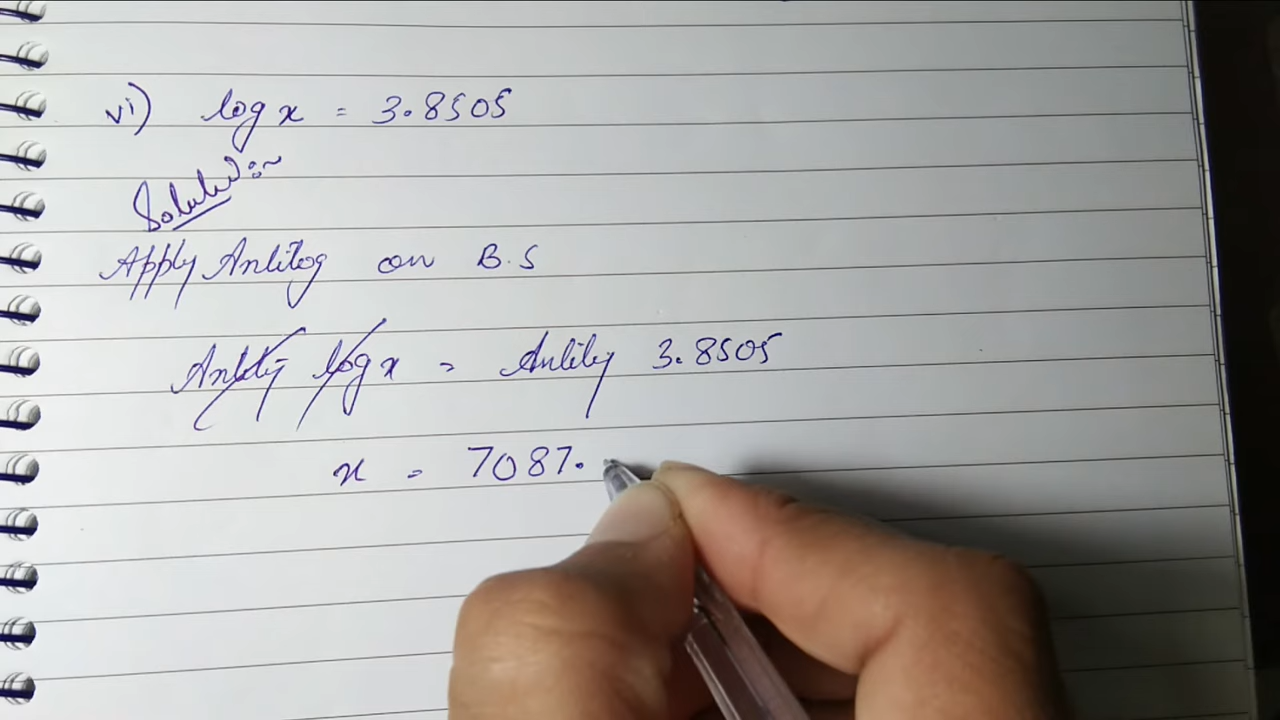 vi) log x = 3.8505
Solution:~
Apply Antilog on B.S
Antilog log x = Antilog 3.8505
x = 7087.